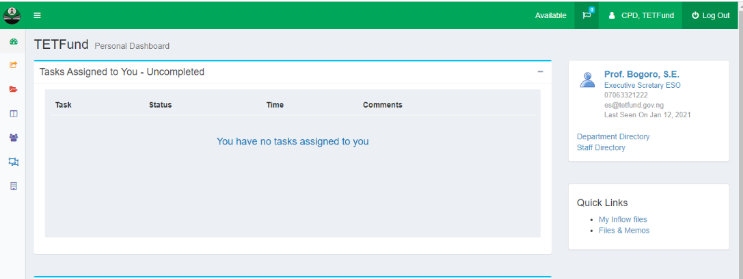 Available
CPD, TETFund
Log Out
TETFund Personal Dashboard
Tasks Assigned to You - Uncompleted
Task Status Time Comments
You have no tasks assigned to you
Prof. Bogoro, S.E.
Executive Scretary ESO
07063321222
es@tetfund.gov.ng
Last Seen On Jan 12, 2021
Department Directory
Staff Directory
Quick Links
My Inflow files
Files & Memos